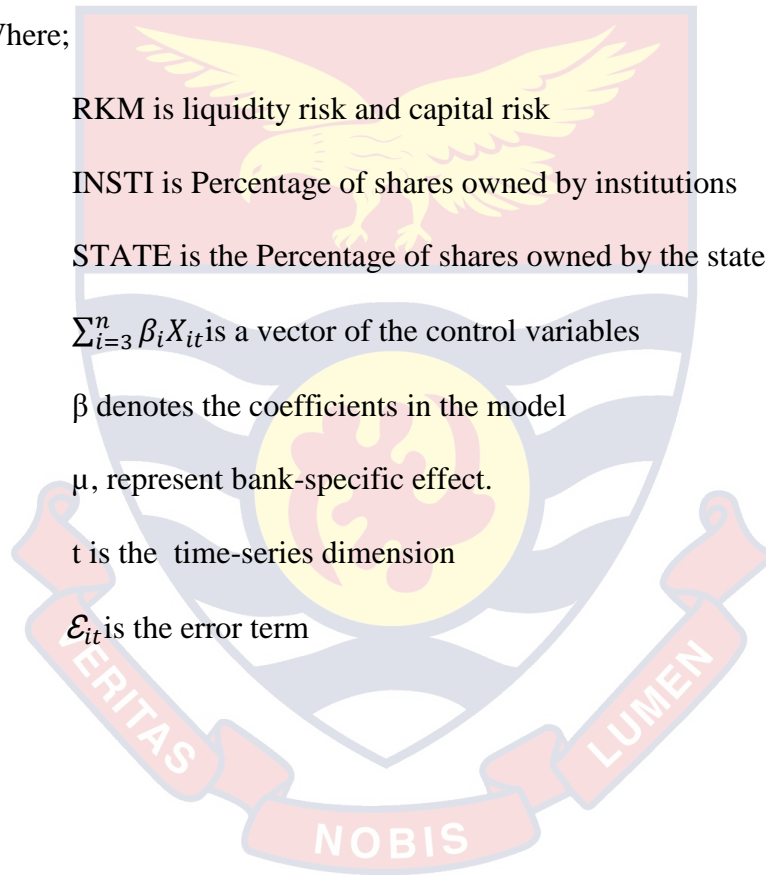 Where;
RKM is liquidity risk and capital risk
INSTI is Percentage of shares owned by institutions
STATE is the Percentage of shares owned by the state
∑ⁿᵢ₌₃ βᵢXᵢₜ is a vector of the control variables
β denotes the coefficients in the model
µ, represent bank-specific effect.
t is the time-series dimension
Ɛᵢₜ is the error term
VERITAS
NOBIS
LUMEN